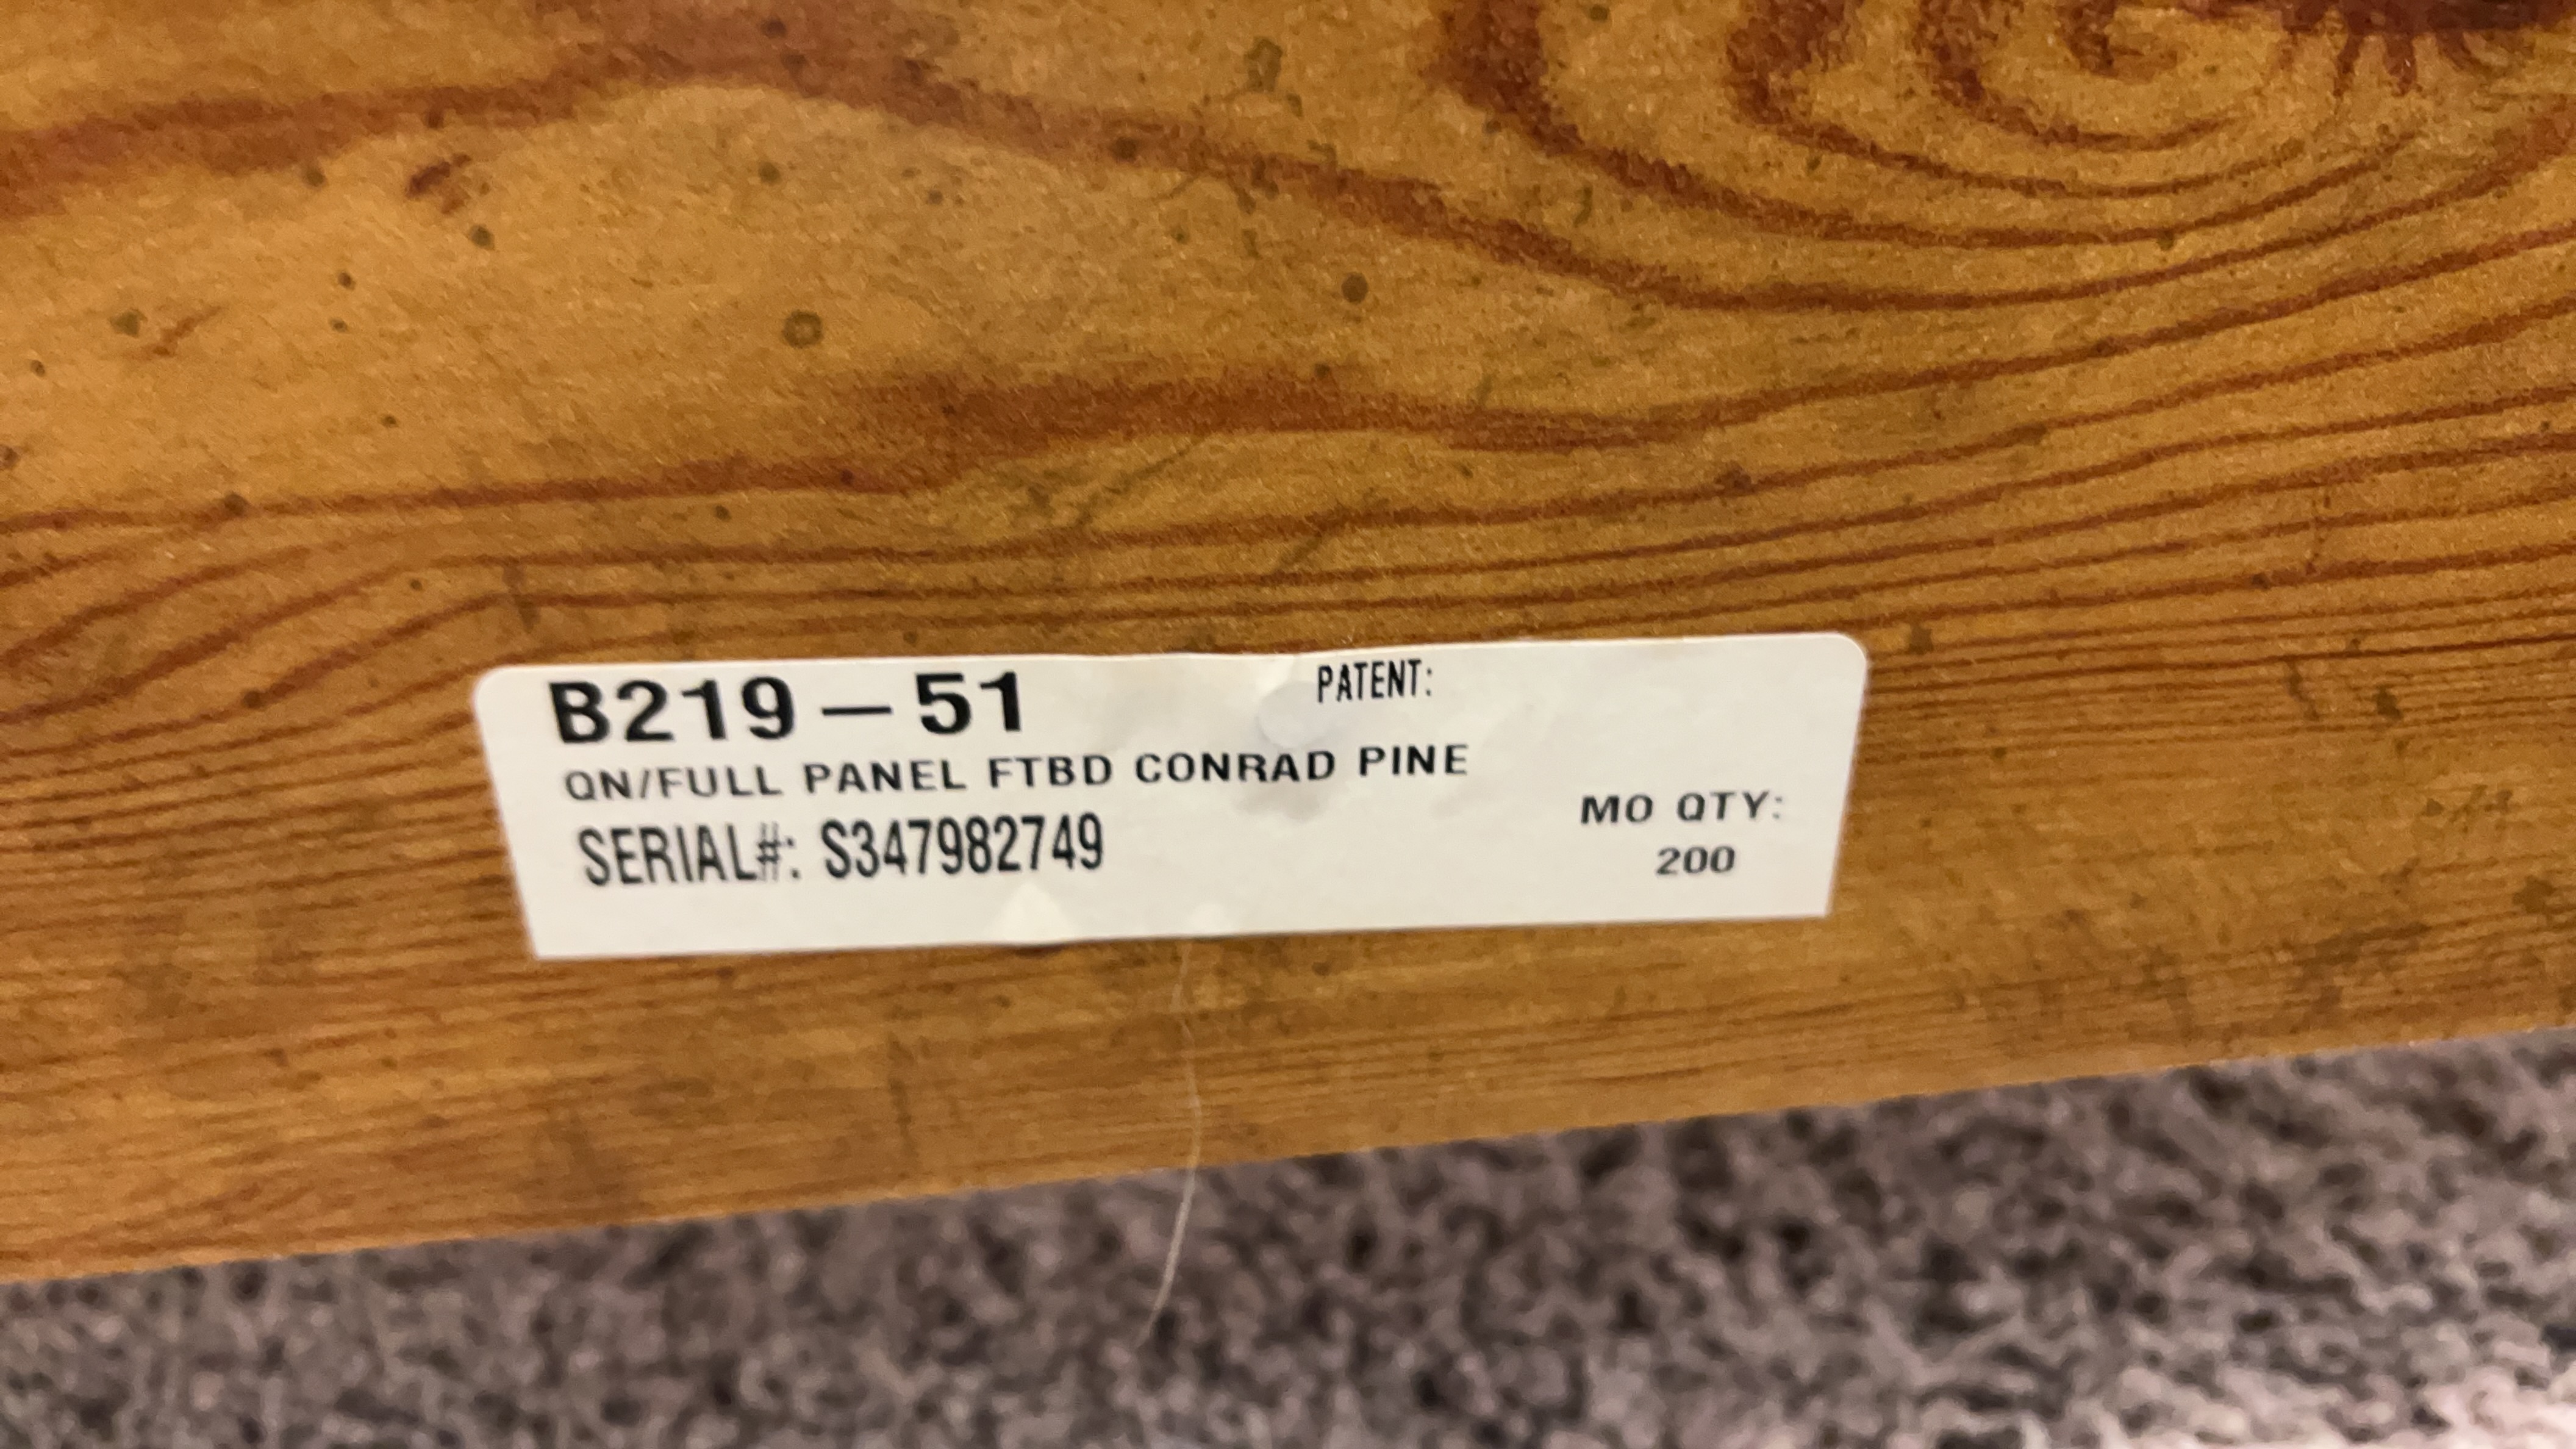 B219-51
PATENT:
QN/FULL PANEL FTBD CONRAD PINE
SERIAL#: S347982749
MO QTY:
200